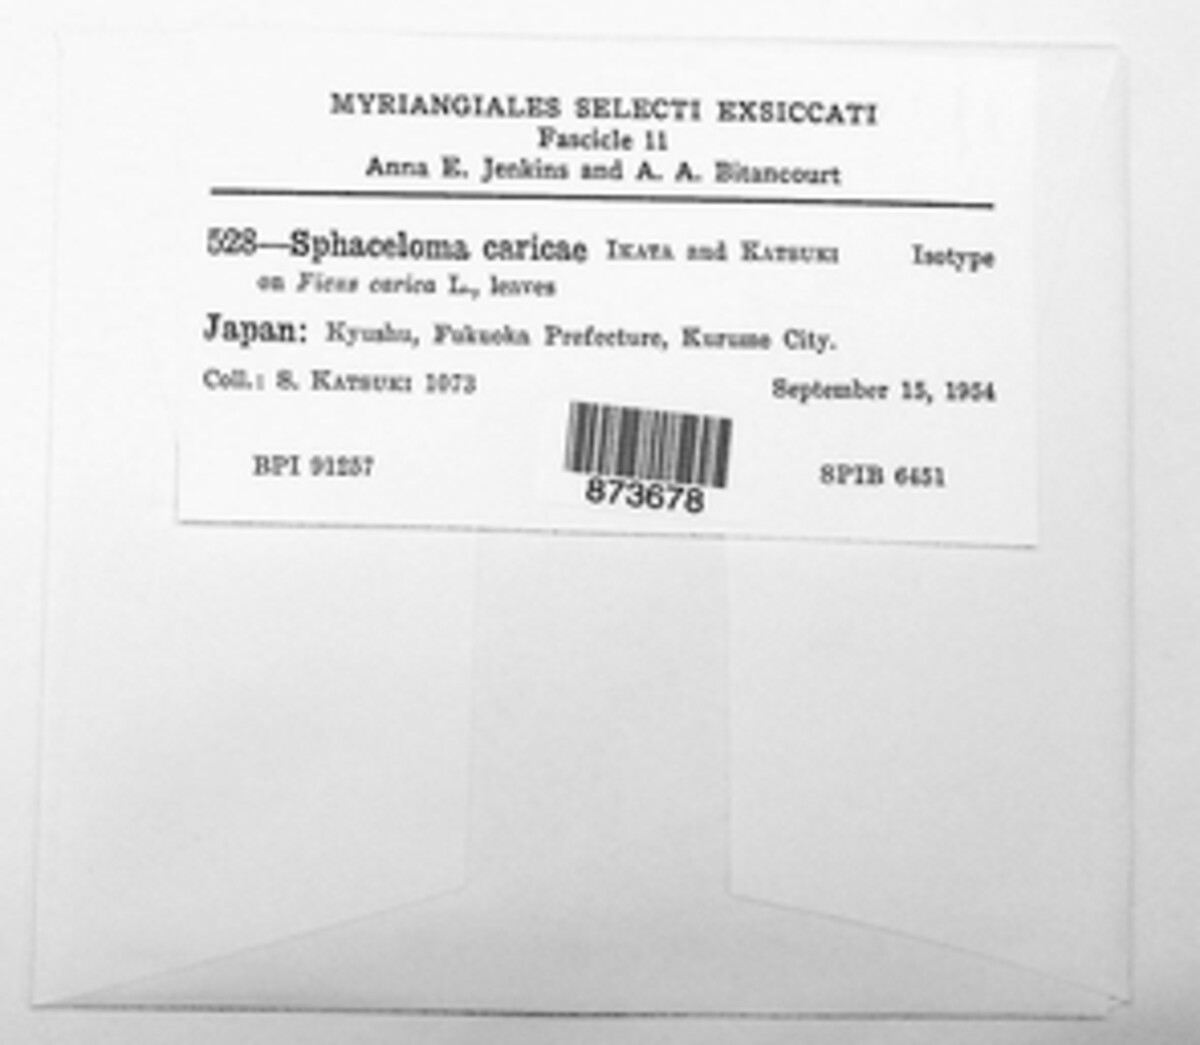 MYRIANGIALES SELECTI EXSICCATI
Fascicle 11
Anna E. Jenkins and A. A. Bitancourt
528—Sphaceloma caricae IKATA and KATSUKI Isotype
on Ficus carica L., leaves
Japan: Kyushu, Fukuoka Prefecture, Kurume City.
Coll.: S. KATSUKI 1073 September 15, 1954
BPI 91257 SPIB 6451
873678